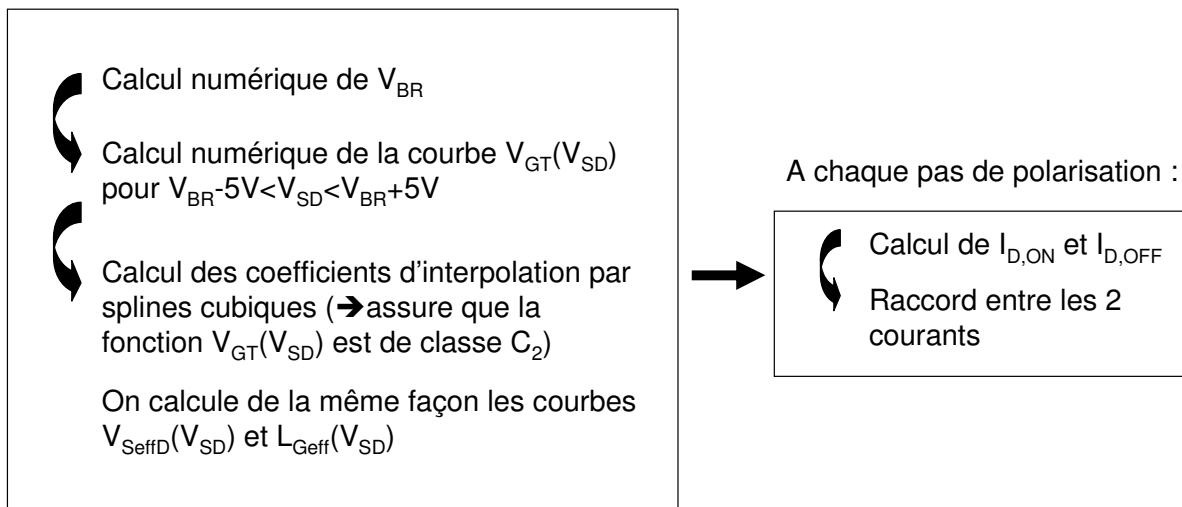 Calcul numérique de V_BR
Calcul numérique de la courbe V_GT(V_SD)
pour V_BR-5V<V_SD<V_BR+5V
Calcul des coefficients d'interpolation par
splines cubiques (➔assure que la
fonction V_GT(V_SD) est de classe C_2)
On calcule de la même façon les courbes
V_SeffD(V_SD) et L_Geff(V_SD)
A chaque pas de polarisation :
Calcul de I_D,ON et I_D,OFF
Raccord entre les 2
courants